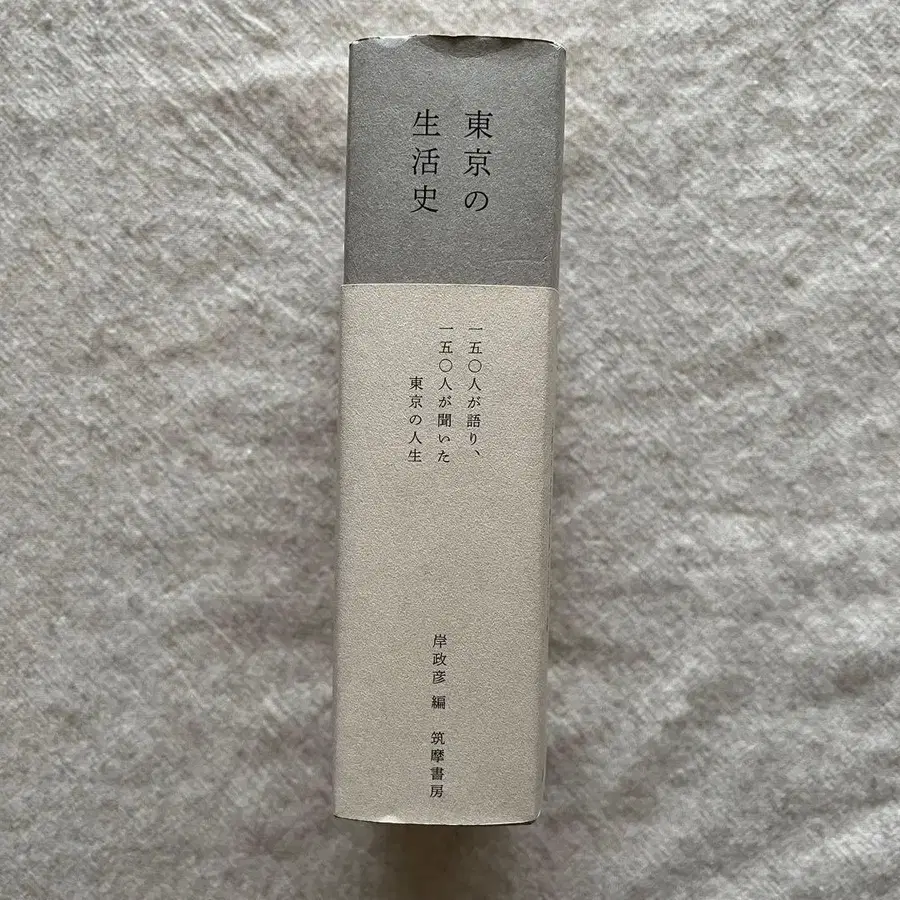 東京の
生活史
一五〇人が語り、
一五〇人が聞いた
東京の人生
岸政彦 編 筑摩書房